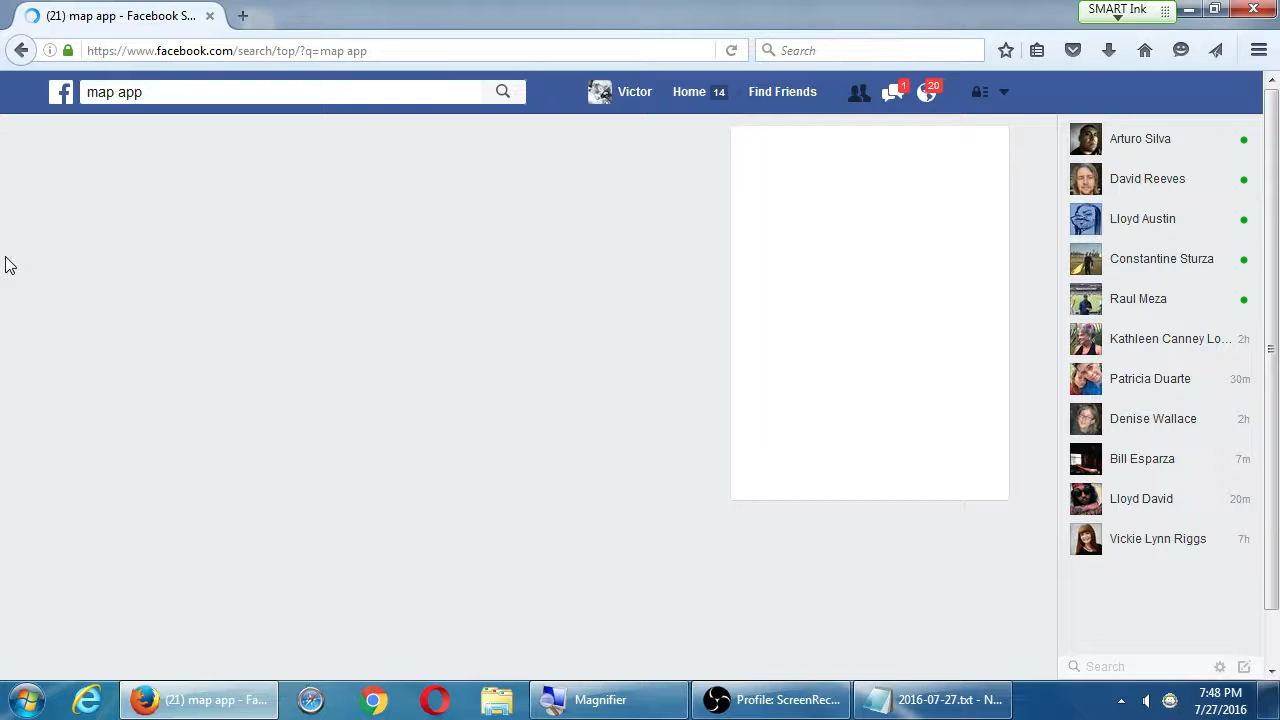 (21) map app - Facebook S...
SMART Ink
https://www.facebook.com/search/top/?q=map app
Search
map app
Victor
Home 14
Find Friends
1
20
Arturo Silva
David Reeves
Lloyd Austin
Constantine Sturza
Raul Meza
Kathleen Canney Lo... 2h
Patricia Duarte 30m
Denise Wallace 2h
Bill Esparza 7m
Lloyd David 20m
Vickie Lynn Riggs 7h
Search
(21) map app - Fa...
Magnifier
Profile: ScreenRec...
2016-07-27.txt - N...
7:48 PM
7/27/2016